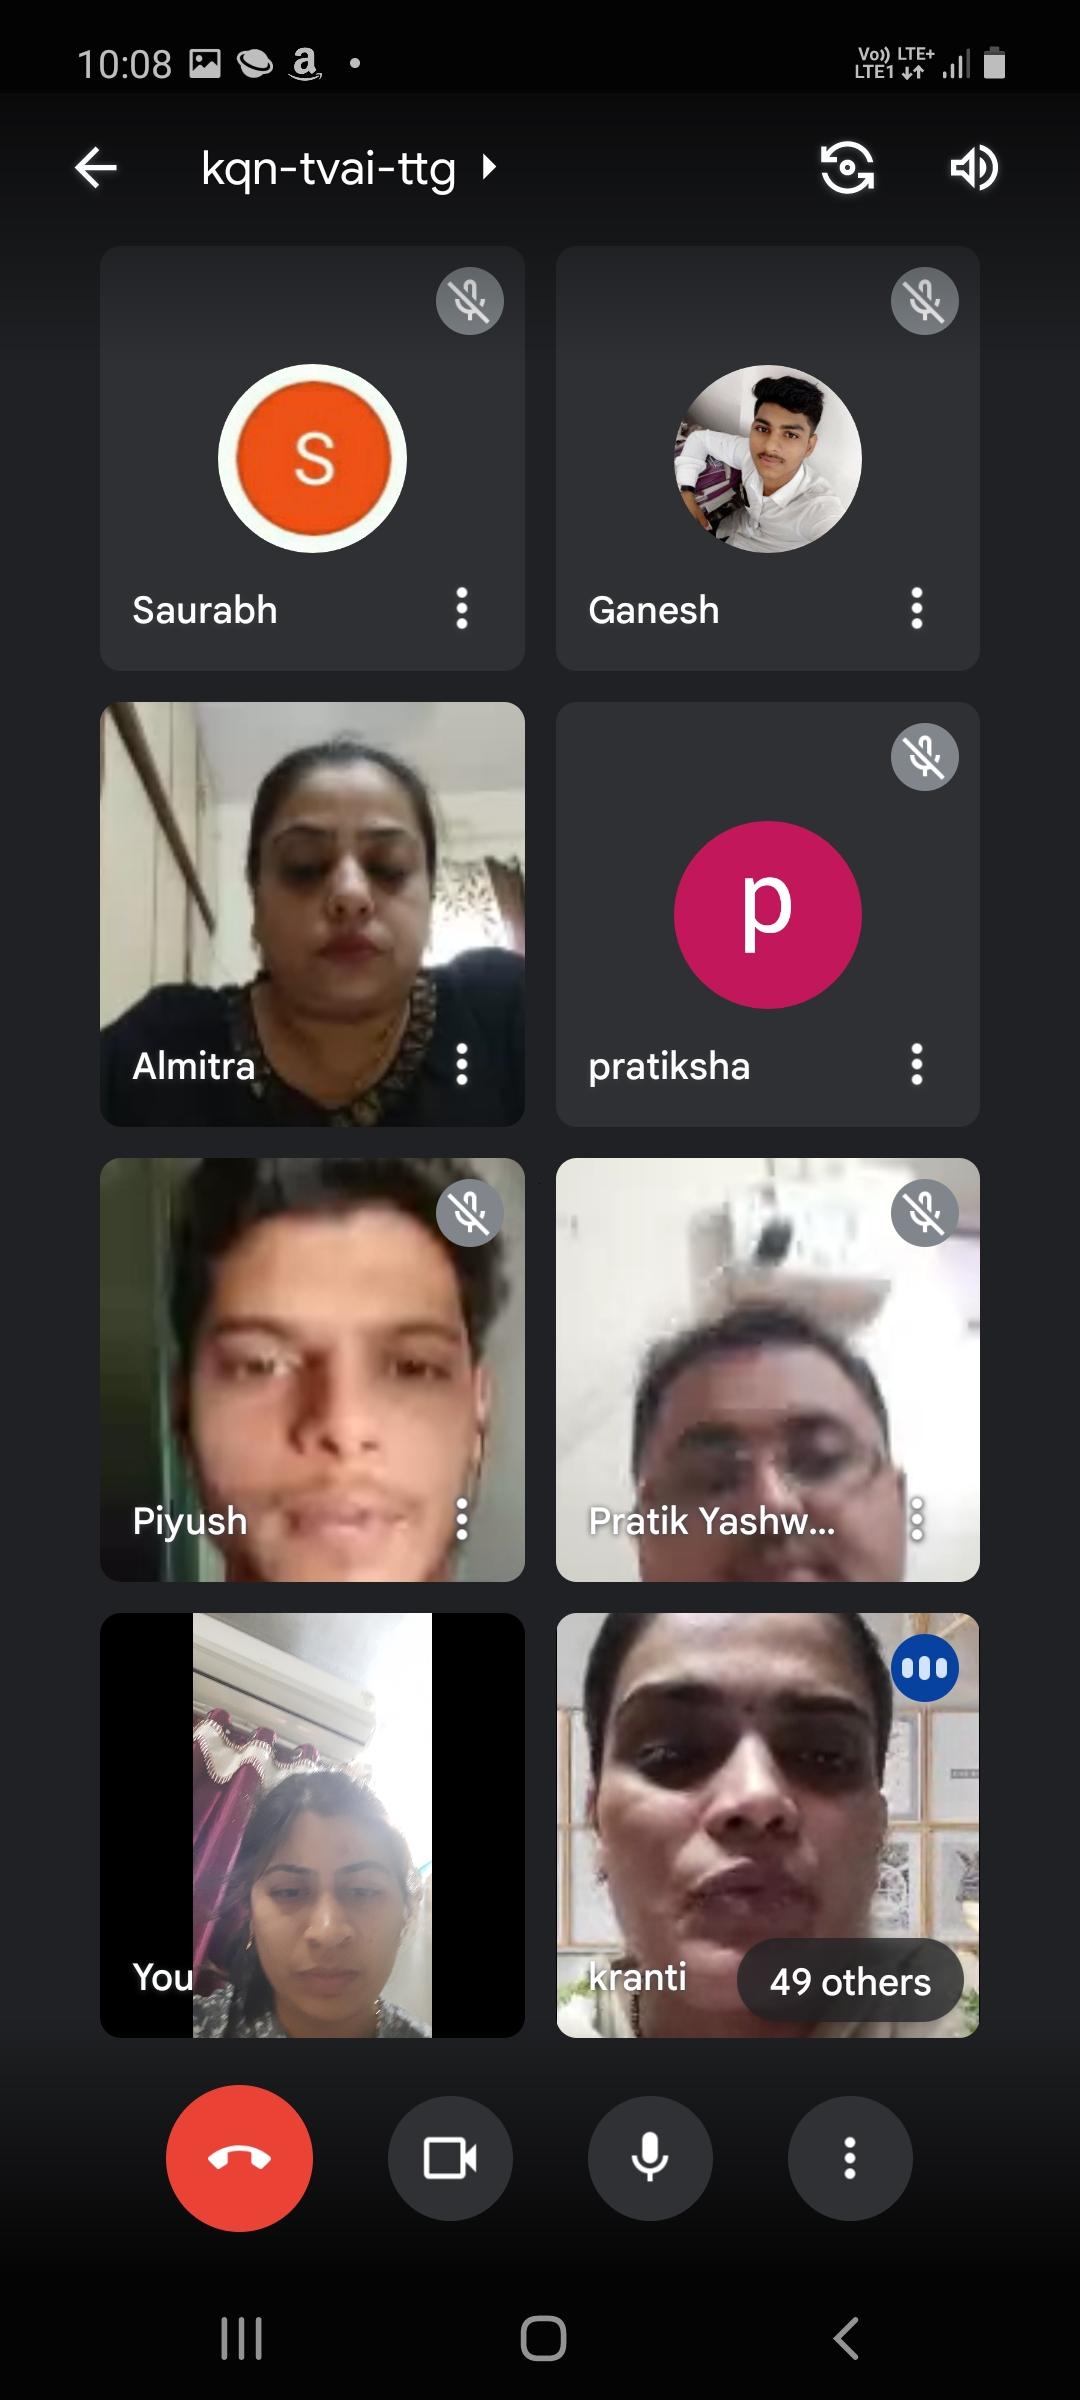 10:08
Vo)) LTE+
LTE1
kqn-tvai-ttg
S
Saurabh
Ganesh
Almitra
p
pratiksha
Piyush
Pratik Yashw...
You
kranti
49 others